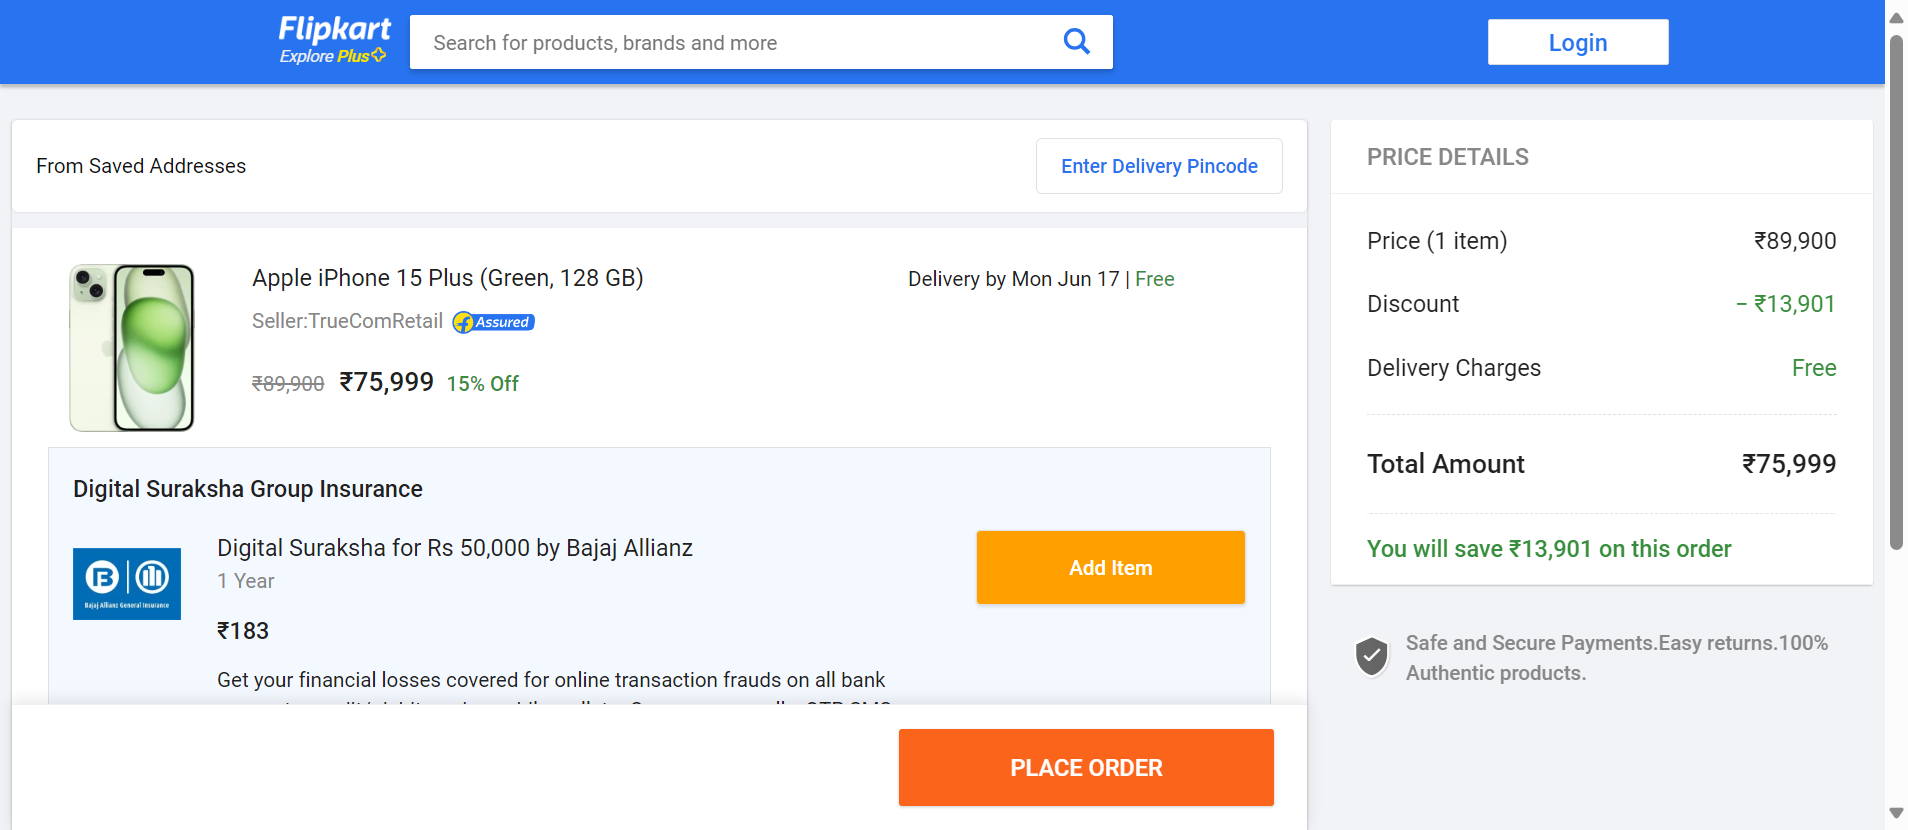 Flipkart
Explore Plus
Search for products, brands and more
Login
From Saved Addresses
Enter Delivery Pincode
Apple iPhone 15 Plus (Green, 128 GB)
Seller:TrueComRetail
Assured
₹89,900 ₹75,999 15% Off
Delivery by Mon Jun 17 | Free
Digital Suraksha Group Insurance
Bajaj Allianz General Insurance
Digital Suraksha for Rs 50,000 by Bajaj Allianz
1 Year
₹183
Add Item
Get your financial losses covered for online transaction frauds on all bank
PLACE ORDER
PRICE DETAILS
Price (1 item) ₹89,900
Discount − ₹13,901
Delivery Charges Free
Total Amount ₹75,999
You will save ₹13,901 on this order
Safe and Secure Payments.Easy returns.100%
Authentic products.